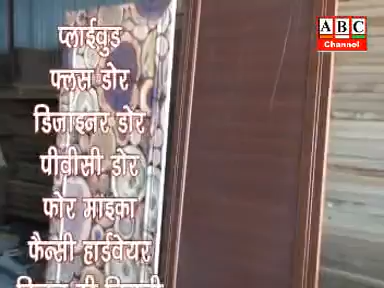 ABC
Channel
प्लाईवुड
फ्लस डोर
डिजाइनर डोर
पीवीसी डोर
फोर माइका
फैन्सी हार्डवेयर